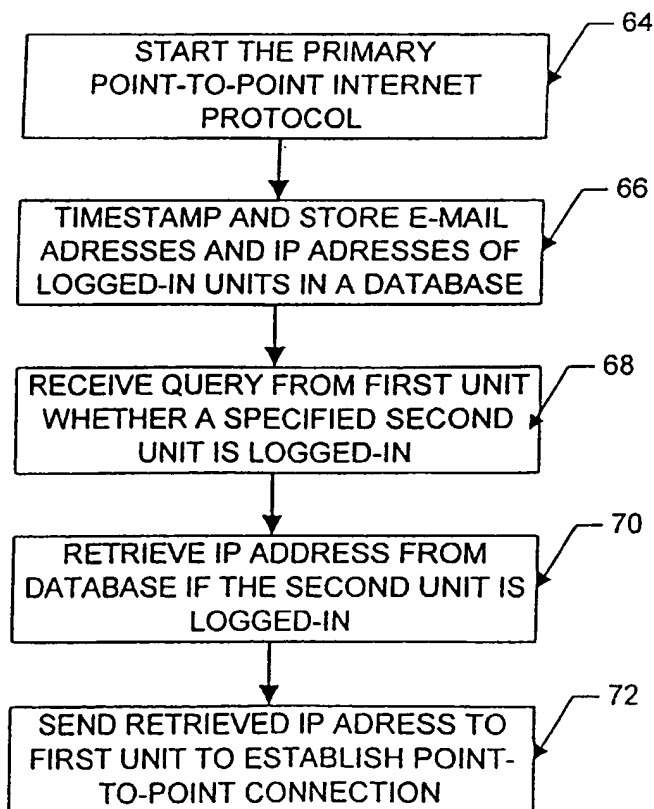 64
START THE PRIMARY
POINT-TO-POINT INTERNET
PROTOCOL
66
TIMESTAMP AND STORE E-MAIL
ADRESSES AND IP ADRESSES OF
LOGGED-IN UNITS IN A DATABASE
68
RECEIVE QUERY FROM FIRST UNIT
WHETHER A SPECIFIED SECOND
UNIT IS LOGGED-IN
70
RETRIEVE IP ADDRESS FROM
DATABASE IF THE SECOND UNIT IS
LOGGED-IN
72
SEND RETRIEVED IP ADRESS TO
FIRST UNIT TO ESTABLISH POINT-
TO-POINT CONNECTION